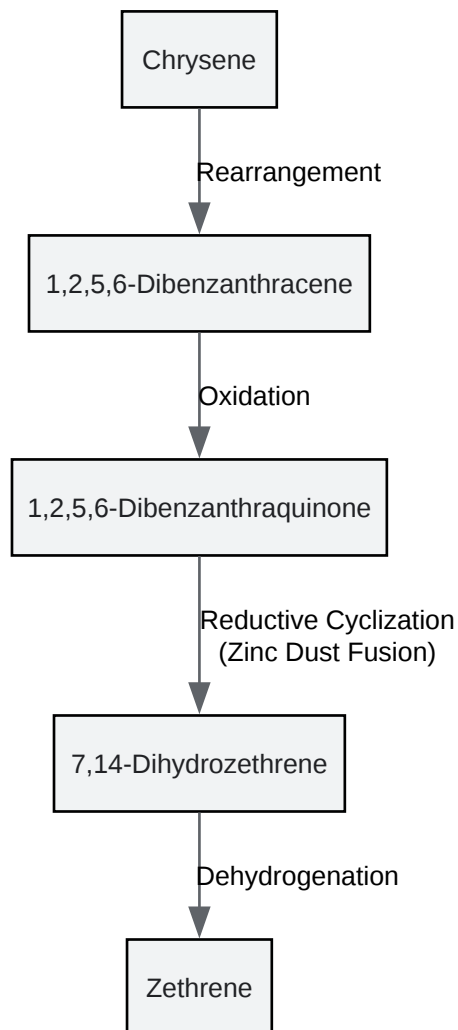 Chrysene
Rearrangement
1,2,5,6-Dibenzanthracene
Oxidation
1,2,5,6-Dibenzanthraquinone
Reductive Cyclization
(Zinc Dust Fusion)
7,14-Dihydrozethrene
Dehydrogenation
Zethrene